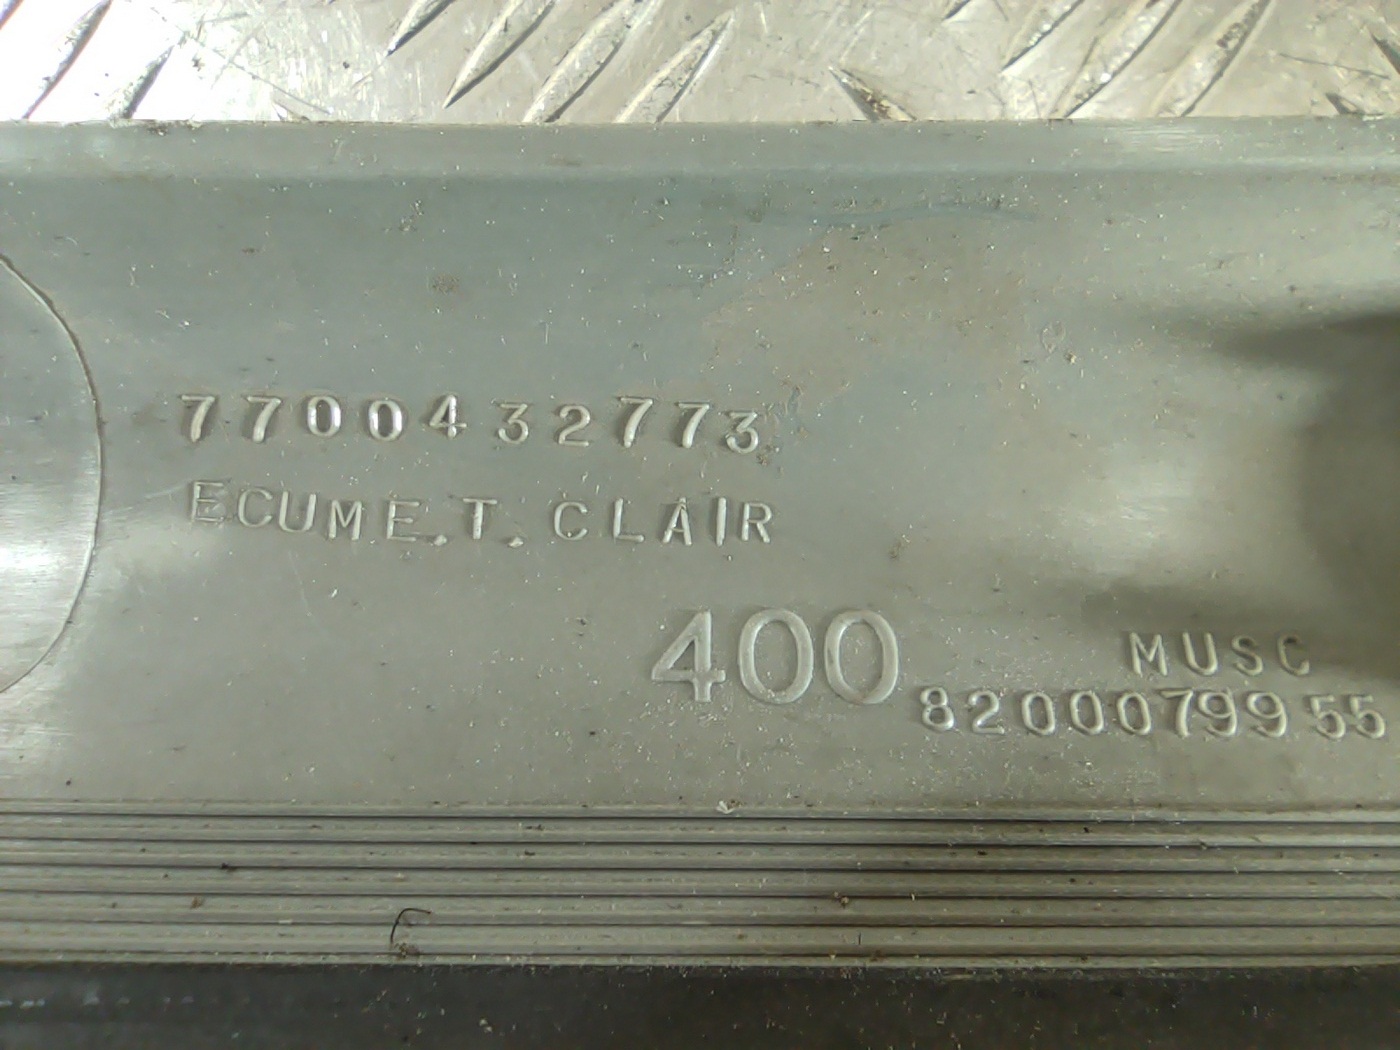 7700432773
ECUME.T. CLAIR
400
MUSC
8200079955